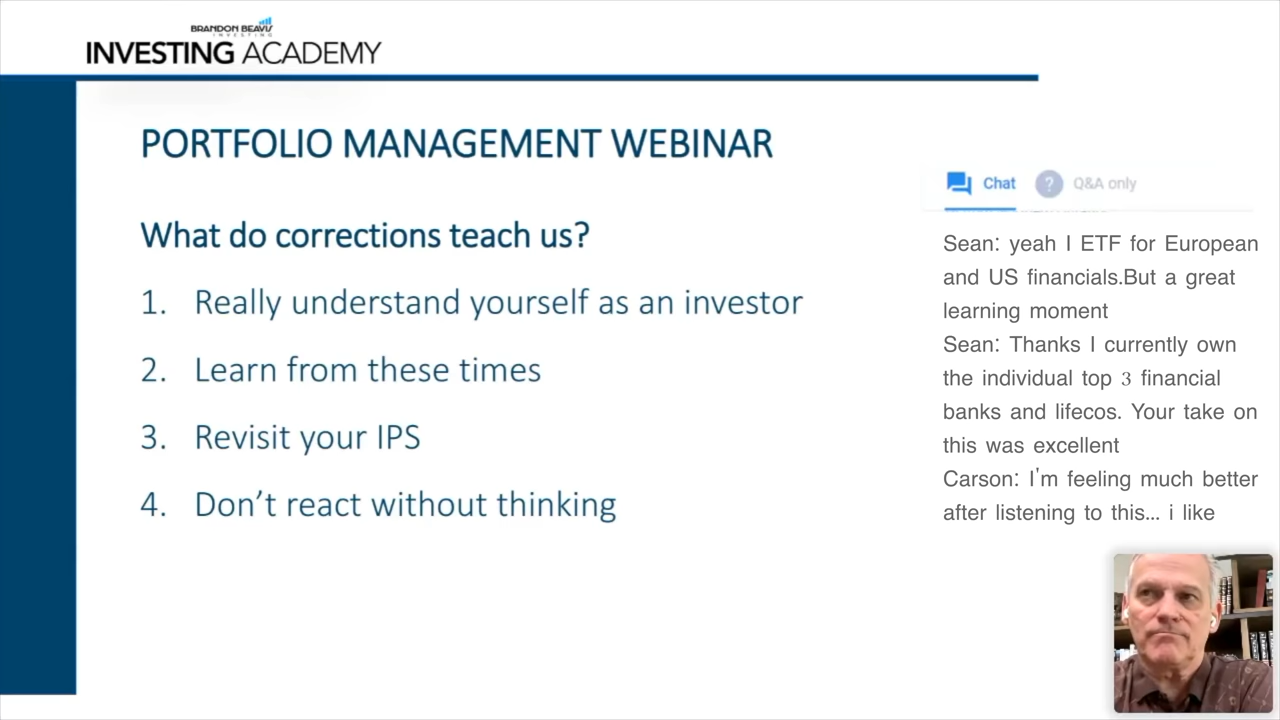 BRANDON BEAVIS
INVESTING
INVESTING ACADEMY
PORTFOLIO MANAGEMENT WEBINAR
What do corrections teach us?
1. Really understand yourself as an investor
2. Learn from these times
3. Revisit your IPS
4. Don’t react without thinking
Chat
? Q&A only
Sean: yeah I ETF for European
and US financials.But a great
learning moment
Sean: Thanks I currently own
the individual top 3 financial
banks and lifecos. Your take on
this was excellent
Carson: I'm feeling much better
after listening to this... i like